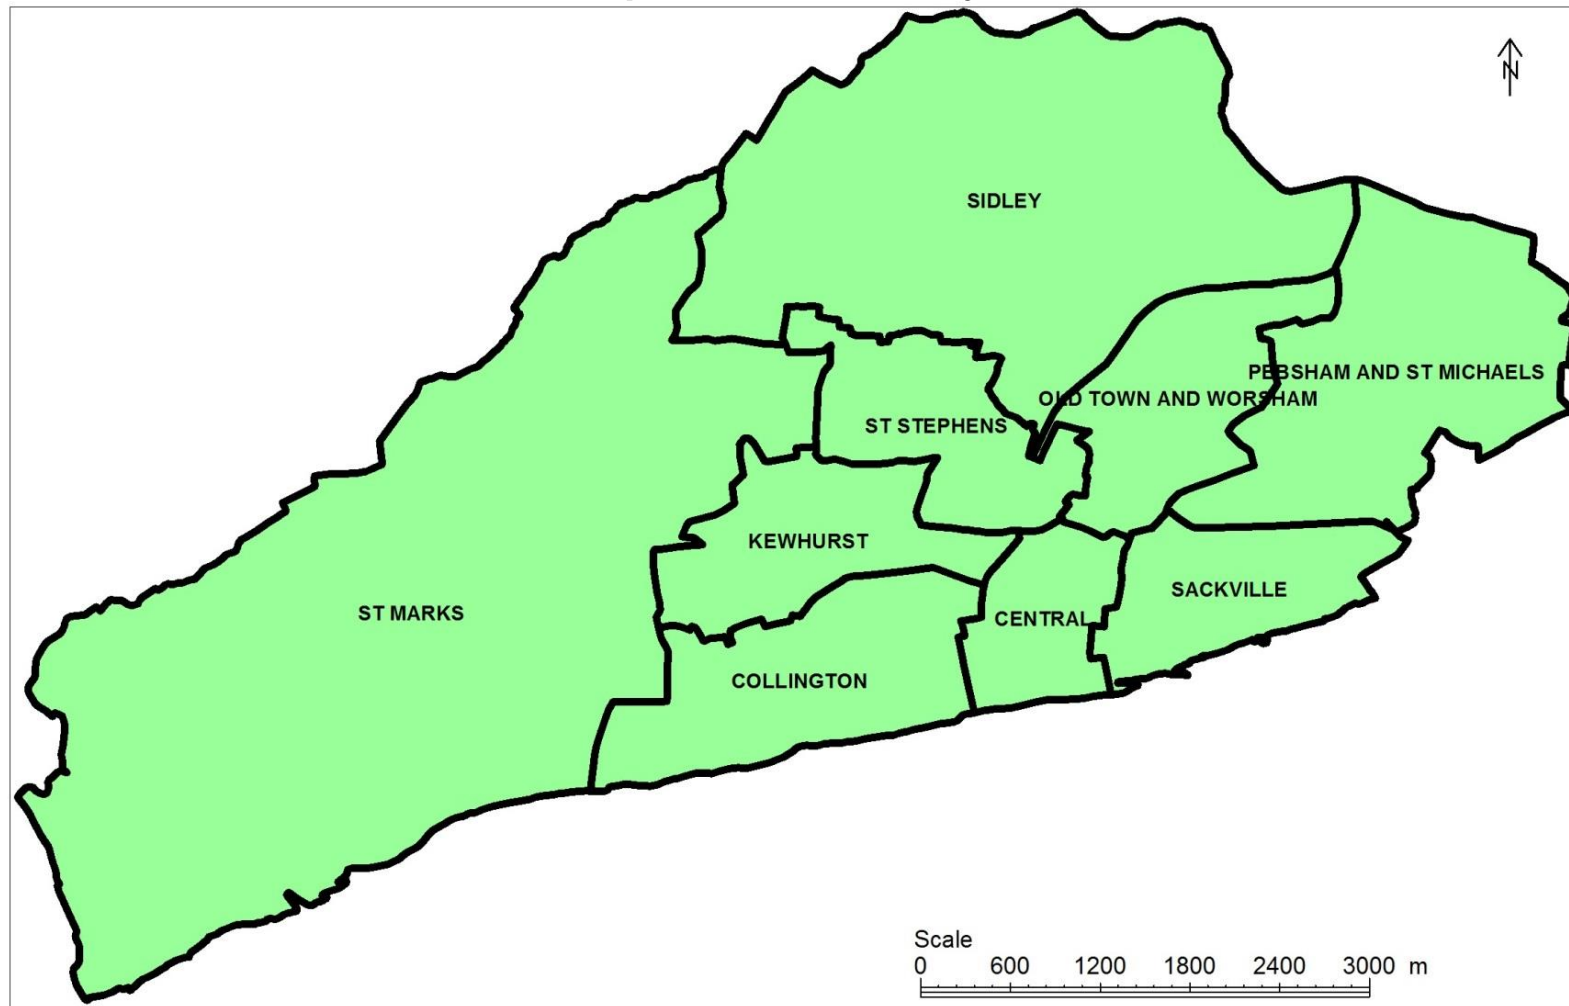 N
SIDLEY
PEBSHAM AND ST MICHAELS
OLD TOWN AND WORSHAM
ST STEPHENS
KEWHURST
SACKVILLE
ST MARKS
CENTRAL
COLLINGTON
Scale
0 600 1200 1800 2400 3000 m